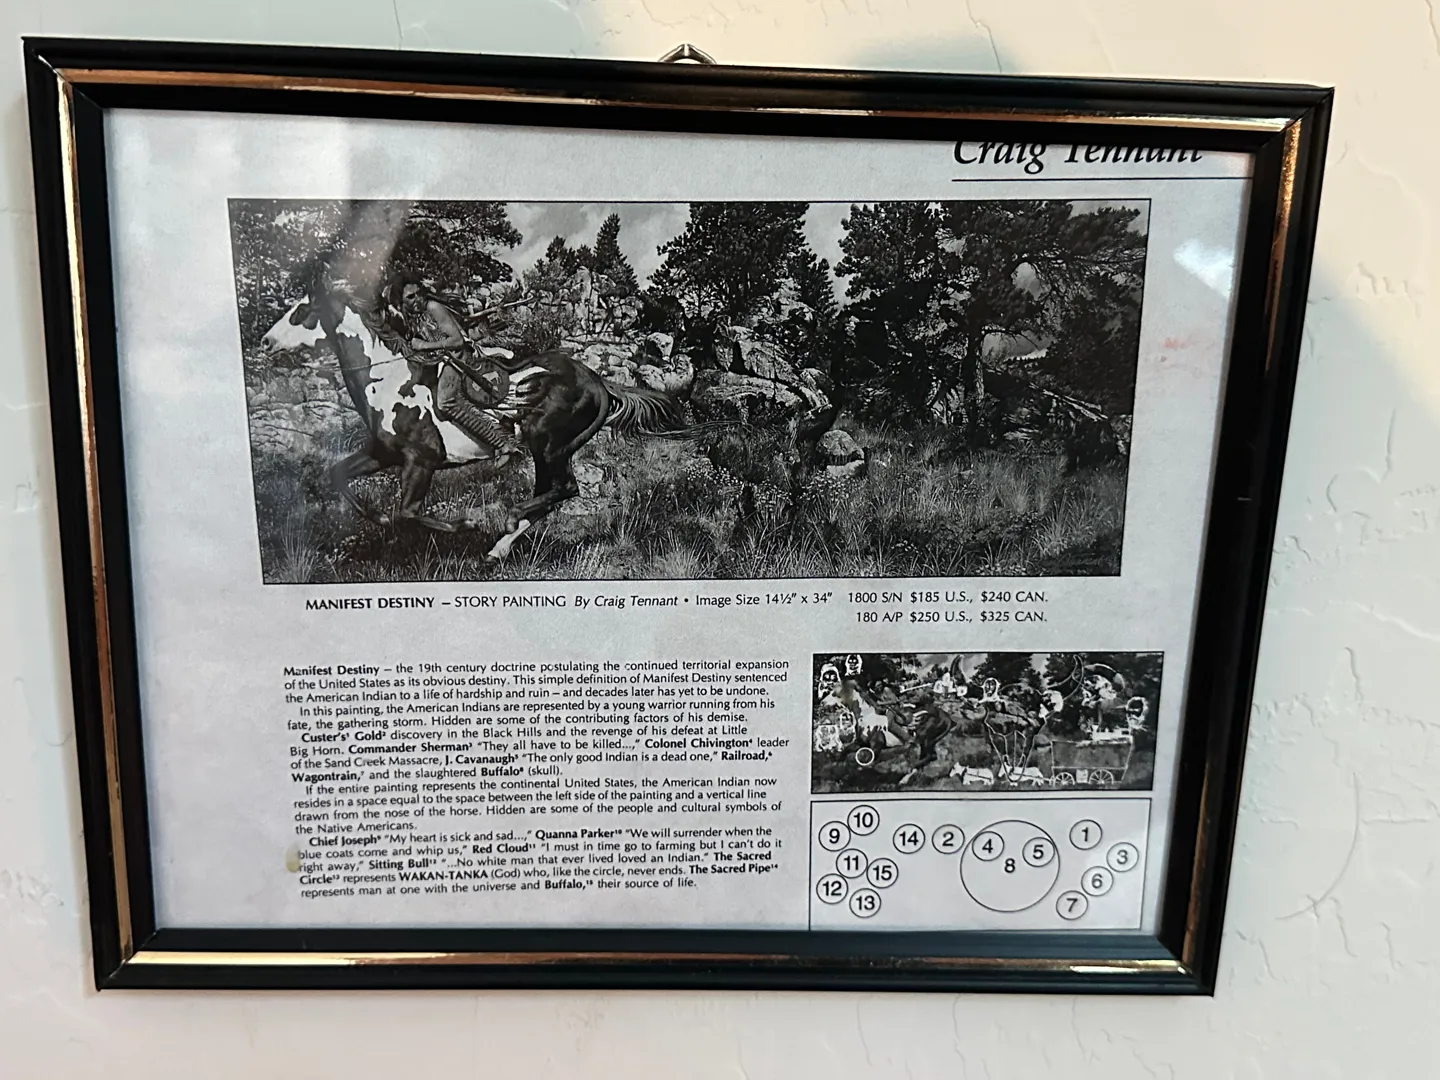 Craig Tennant
MANIFEST DESTINY – STORY PAINTING By Craig Tennant • Image Size 14½" x 34" 1800 S/N $185 U.S., $240 CAN.
180 A/P $250 U.S., $325 CAN.
Manifest Destiny – the 19th century doctrine postulating the continued territorial expansion
of the United States as its obvious destiny. This simple definition of Manifest Destiny sentenced
the American Indian to a life of hardship and ruin – and decades later has yet to be undone.
In this painting, the American Indians are represented by a young warrior running from his
fate, the gathering storm. Hidden are some of the contributing factors of his demise.
Custer's¹ Gold² discovery in the Black Hills and the revenge of his defeat at Little
Big Horn. Commander Sherman³ "They all have to be killed...," Colonel Chivington⁴ leader
of the Sand Creek Massacre, J. Cavanaugh⁵ "The only good Indian is a dead one," Railroad,⁶
Wagontrain,⁷ and the slaughtered Buffalo⁸ (skull).
If the entire painting represents the continental United States, the American Indian now
resides in a space equal to the space between the left side of the painting and a vertical line
drawn from the nose of the horse. Hidden are some of the people and cultural symbols of
the Native Americans.
Chief Joseph⁹ "My heart is sick and sad...," Quanna Parker¹⁰ "We will surrender when the
blue coats come and whip us," Red Cloud¹¹ "I must in time go to farming but I can't do it
right away," Sitting Bull¹² "...No white man that ever lived loved an Indian." The Sacred
Circle¹³ represents WAKAN-TANKA (God) who, like the circle, never ends. The Sacred Pipe¹⁴
represents man at one with the universe and Buffalo,¹⁵ their source of life.
9 10 14 2 4 5 8 1 3
11 15 6
12 13 7